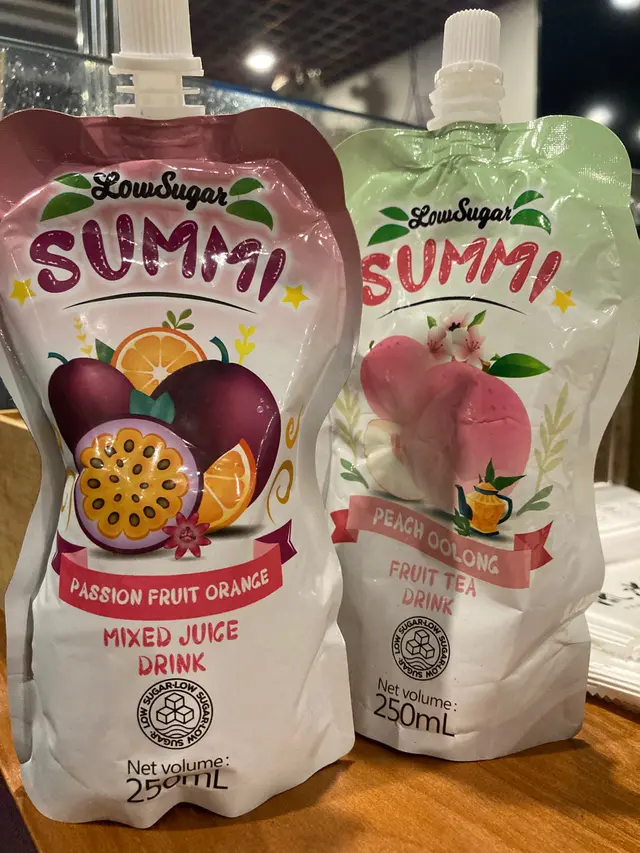 LowSugar
SUMMI
PASSION FRUIT ORANGE
MIXED JUICE
DRINK
LOW SUGAR·LOW SUGAR·LOW SUGAR·
Net volume:
250mL
LowSugar
SUMMI
PEACH OOLONG
FRUIT TEA
DRINK
LOW SUGAR·LOW SUGAR·LOW SUGAR·
Net volume:
250mL